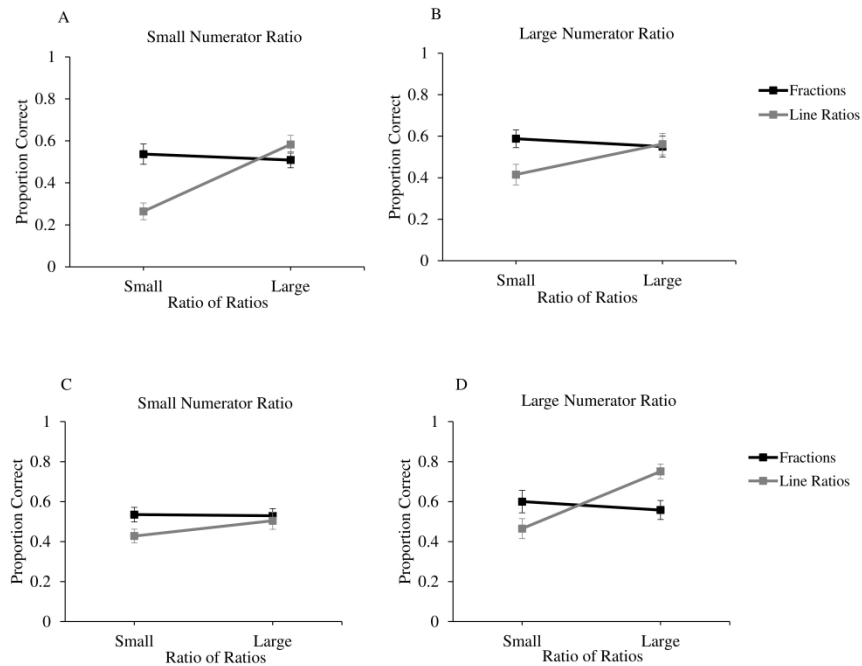 A
Small Numerator Ratio
1
0.8
0.6
0.4
0.2
0
Proportion Correct
Small
Large
Ratio of Ratios
B
Large Numerator Ratio
1
0.8
0.6
0.4
0.2
0
Proportion Correct
Small
Large
Ratio of Ratios
Fractions
Line Ratios
C
Small Numerator Ratio
1
0.8
0.6
0.4
0.2
0
Proportion Correct
Small
Large
Ratio of Ratios
D
Large Numerator Ratio
1
0.8
0.6
0.4
0.2
0
Proportion Correct
Small
Large
Ratio of Ratios
Fractions
Line Ratios